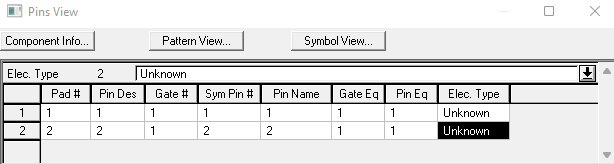 Pins View
Component Info... Pattern View... Symbol View...
Elec. Type 2 Unknown
Pad # Pin Des Gate # Sym Pin # Pin Name Gate Eq Pin Eq Elec. Type
1 1 1 1 1 1 1 1 Unknown
2 2 2 1 2 2 1 1 Unknown